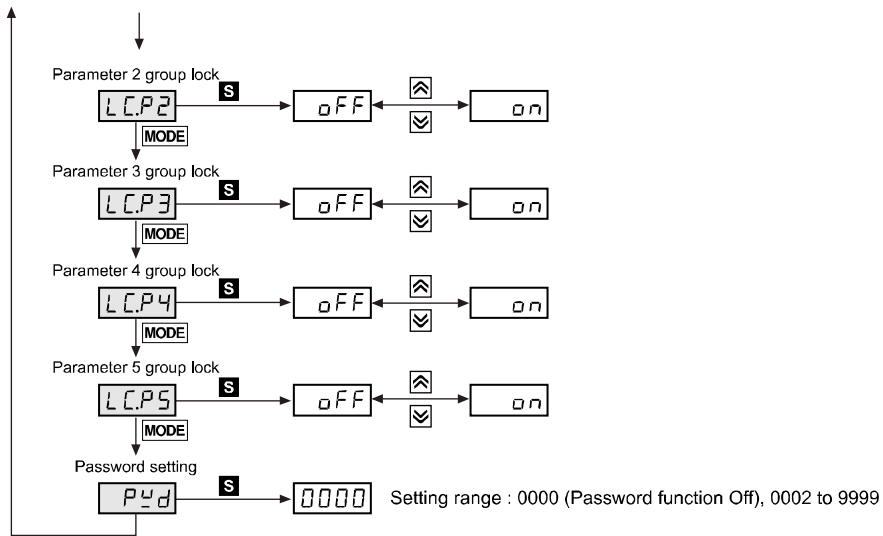 Parameter 2 group lock
LC.P2 S oFF on
MODE
Parameter 3 group lock
LC.P3 S oFF on
MODE
Parameter 4 group lock
LC.P4 S oFF on
MODE
Parameter 5 group lock
LC.P5 S oFF on
MODE
Password setting
PWd S 0000 Setting range : 0000 (Password function Off), 0002 to 9999